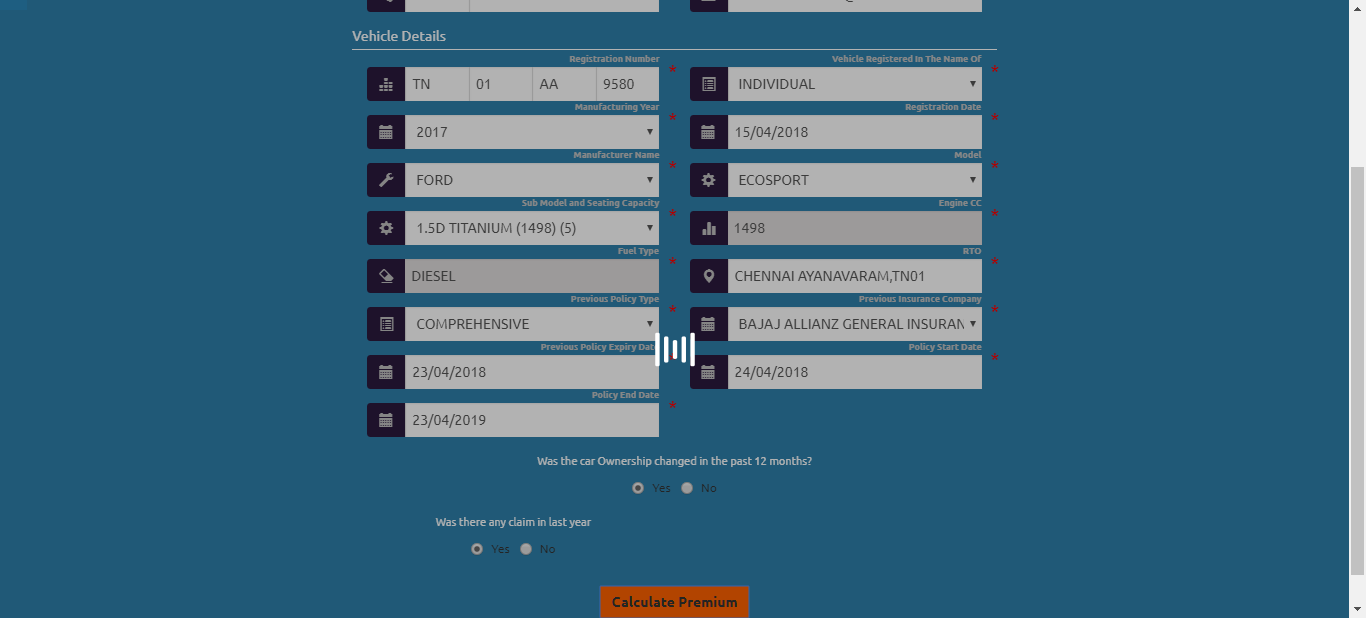 Vehicle Details
Registration Number Vehicle Registered In The Name Of
TN 01 AA 9580 * INDIVIDUAL *
Manufacturing Year Registration Date
2017 * 15/04/2018 *
Manufacturer Name Model
FORD * ECOSPORT *
Sub Model and Seating Capacity Engine CC
1.5D TITANIUM (1498) (5) * 1498 *
Fuel Type RTO
DIESEL * CHENNAI AYANAVARAM,TN01 *
Previous Policy Type Previous Insurance Company
COMPREHENSIVE * BAJAJ ALLIANZ GENERAL INSURAN *
Previous Policy Expiry Date Policy Start Date
23/04/2018 24/04/2018 *
Policy End Date
23/04/2019 *
Was the car Ownership changed in the past 12 months?
Yes No
Was there any claim in last year
Yes No
Calculate Premium